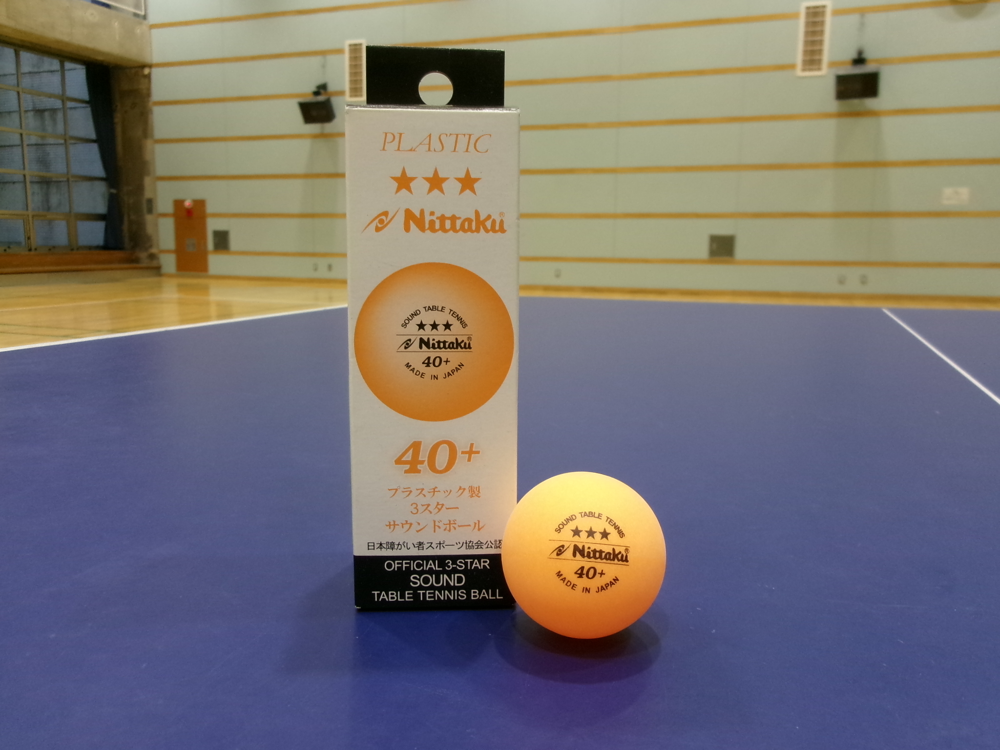 PLASTIC
★★★
Nittaku®
SOUND TABLE TENNIS
★★★
Nittaku®
40+
MADE IN JAPAN
40+
プラスチック製
3スター
サウンドボール
日本障がい者スポーツ協会公認
OFFICIAL 3-STAR
SOUND
TABLE TENNIS BALL
SOUND TABLE TENNIS
★★★
Nittaku®
40+
MADE IN JAPAN